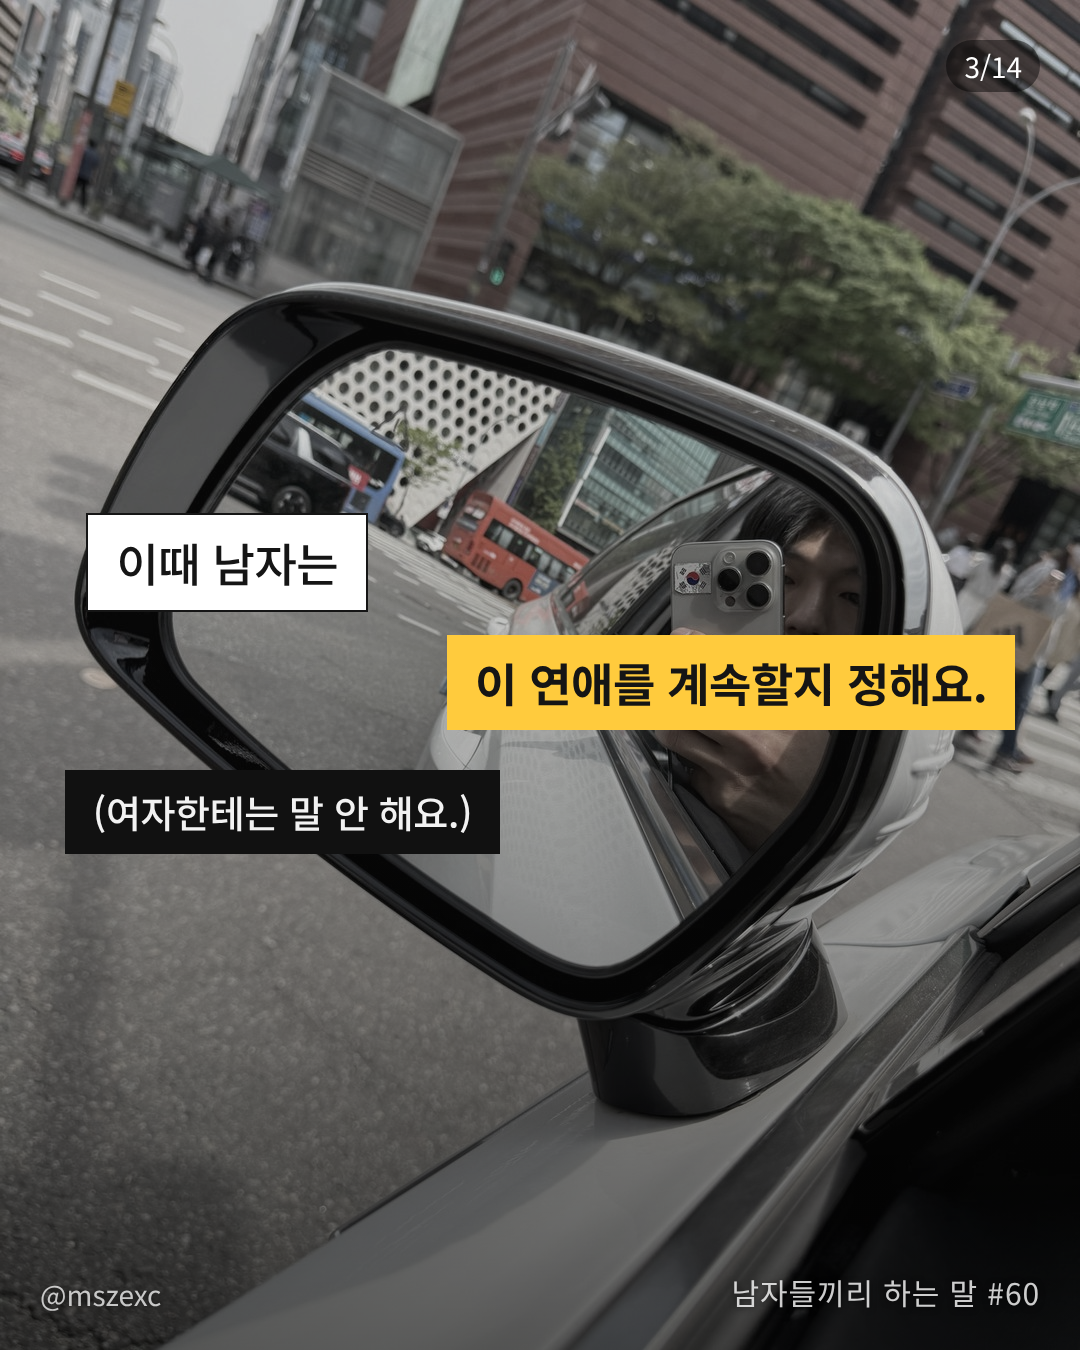 3/14
이때 남자는
이 연애를 계속할지 정해요.
(여자한테는 말 안 해요.)
@mszexc
남자들끼리 하는 말 #60